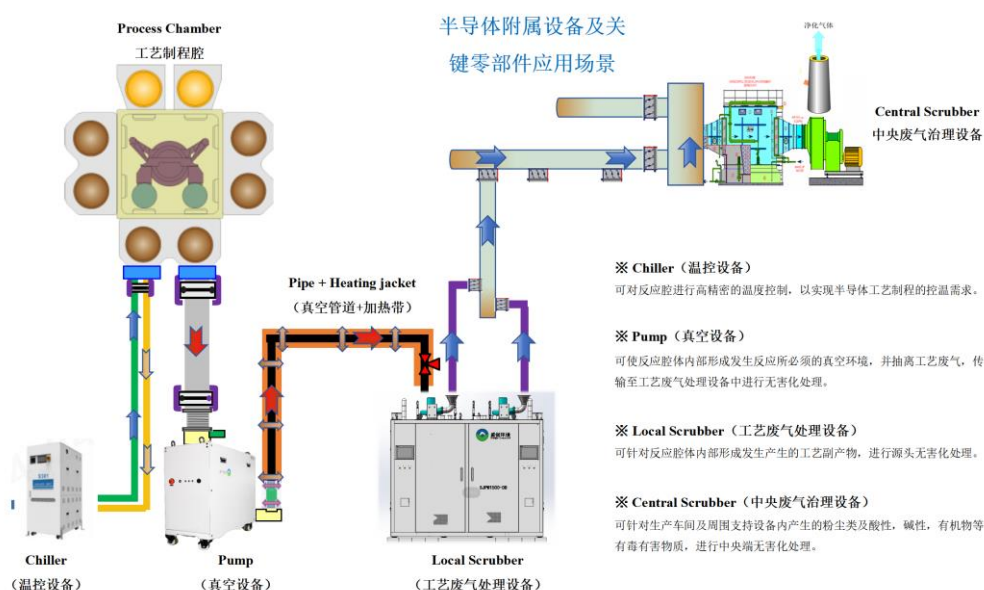 Process Chamber
工艺制程腔
半导体附属设备及关
键零部件应用场景
净化气体
Central Scrubber
中央废气治理设备
Pipe + Heating jacket
（真空管道+加热带）
※ Chiller（温控设备）
可对反应腔进行高精密的温度控制，以实现半导体工艺制程的控温需求。
※ Pump（真空设备）
可使反应腔体内部形成发生反应所必须的真空环境，并抽离工艺废气，传
输至工艺废气处理设备中进行无害化处理。
※ Local Scrubber（工艺废气处理设备）
可针对反应腔体内部形成发生产生的工艺副产物，进行源头无害化处理。
※ Central Scrubber（中央废气治理设备）
可针对生产车间及周围支持设备内产生的粉尘类及酸性，碱性，有机物等
有毒有害物质，进行中央端无害化处理。
Chiller
（温控设备）
Pump
（真空设备）
Local Scrubber
（工艺废气处理设备）